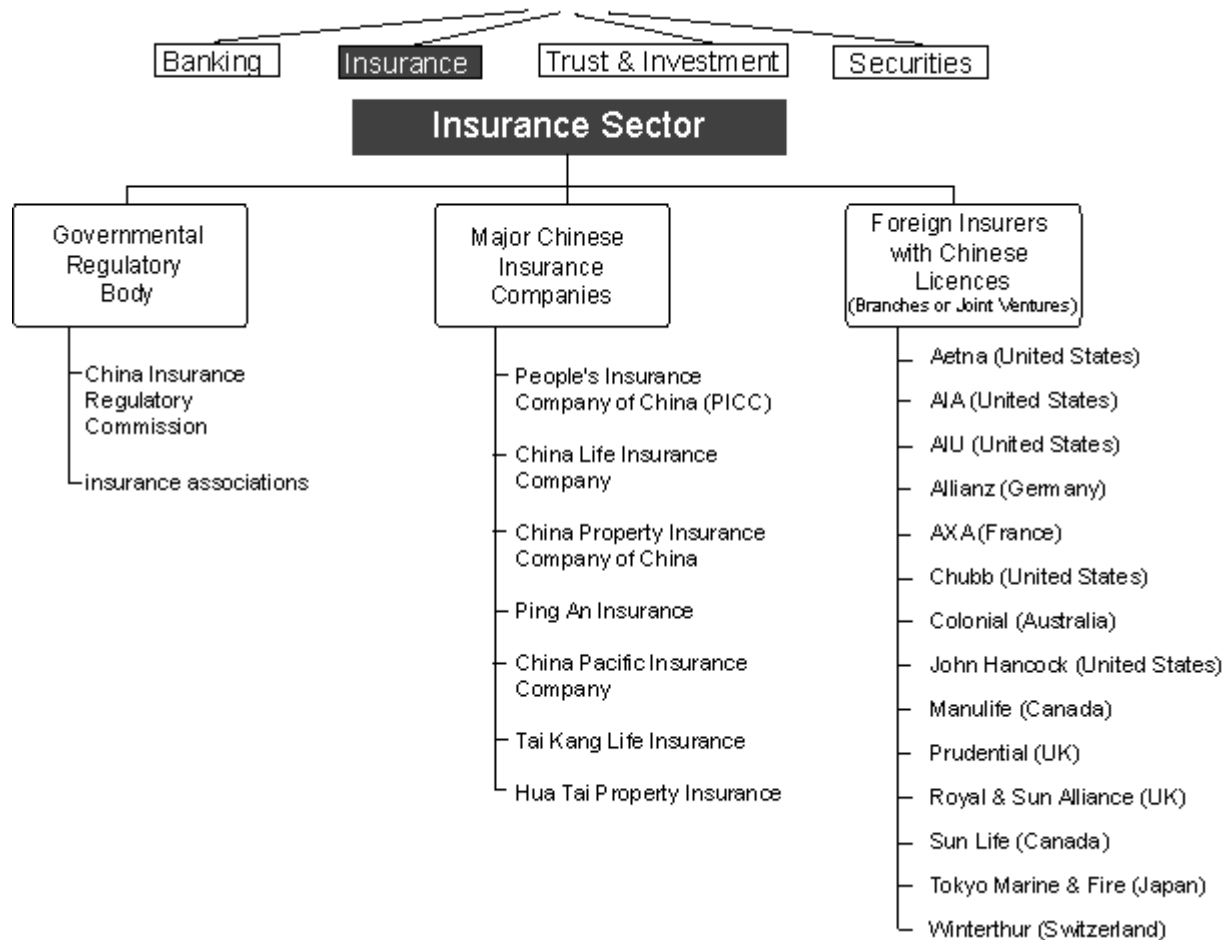 Banking
Insurance
Trust & Investment
Securities
Insurance Sector
Governmental
Regulatory
Body
China Insurance
Regulatory
Commission
insurance associations
Major Chinese
Insurance
Companies
People's Insurance
Company of China (PICC)
China Life Insurance
Company
China Property Insurance
Company of China
Ping An Insurance
China Pacific Insurance
Company
Tai Kang Life Insurance
Hua Tai Property Insurance
Foreign Insurers
with Chinese
Licences
(Branches or Joint Ventures)
Aetna (United States)
AIA (United States)
AIU (United States)
Allianz (Germany)
AXA (France)
Chubb (United States)
Colonial (Australia)
John Hancock (United States)
Manulife (Canada)
Prudential (UK)
Royal & Sun Alliance (UK)
Sun Life (Canada)
Tokyo Marine & Fire (Japan)
Winterthur (Switzerland)